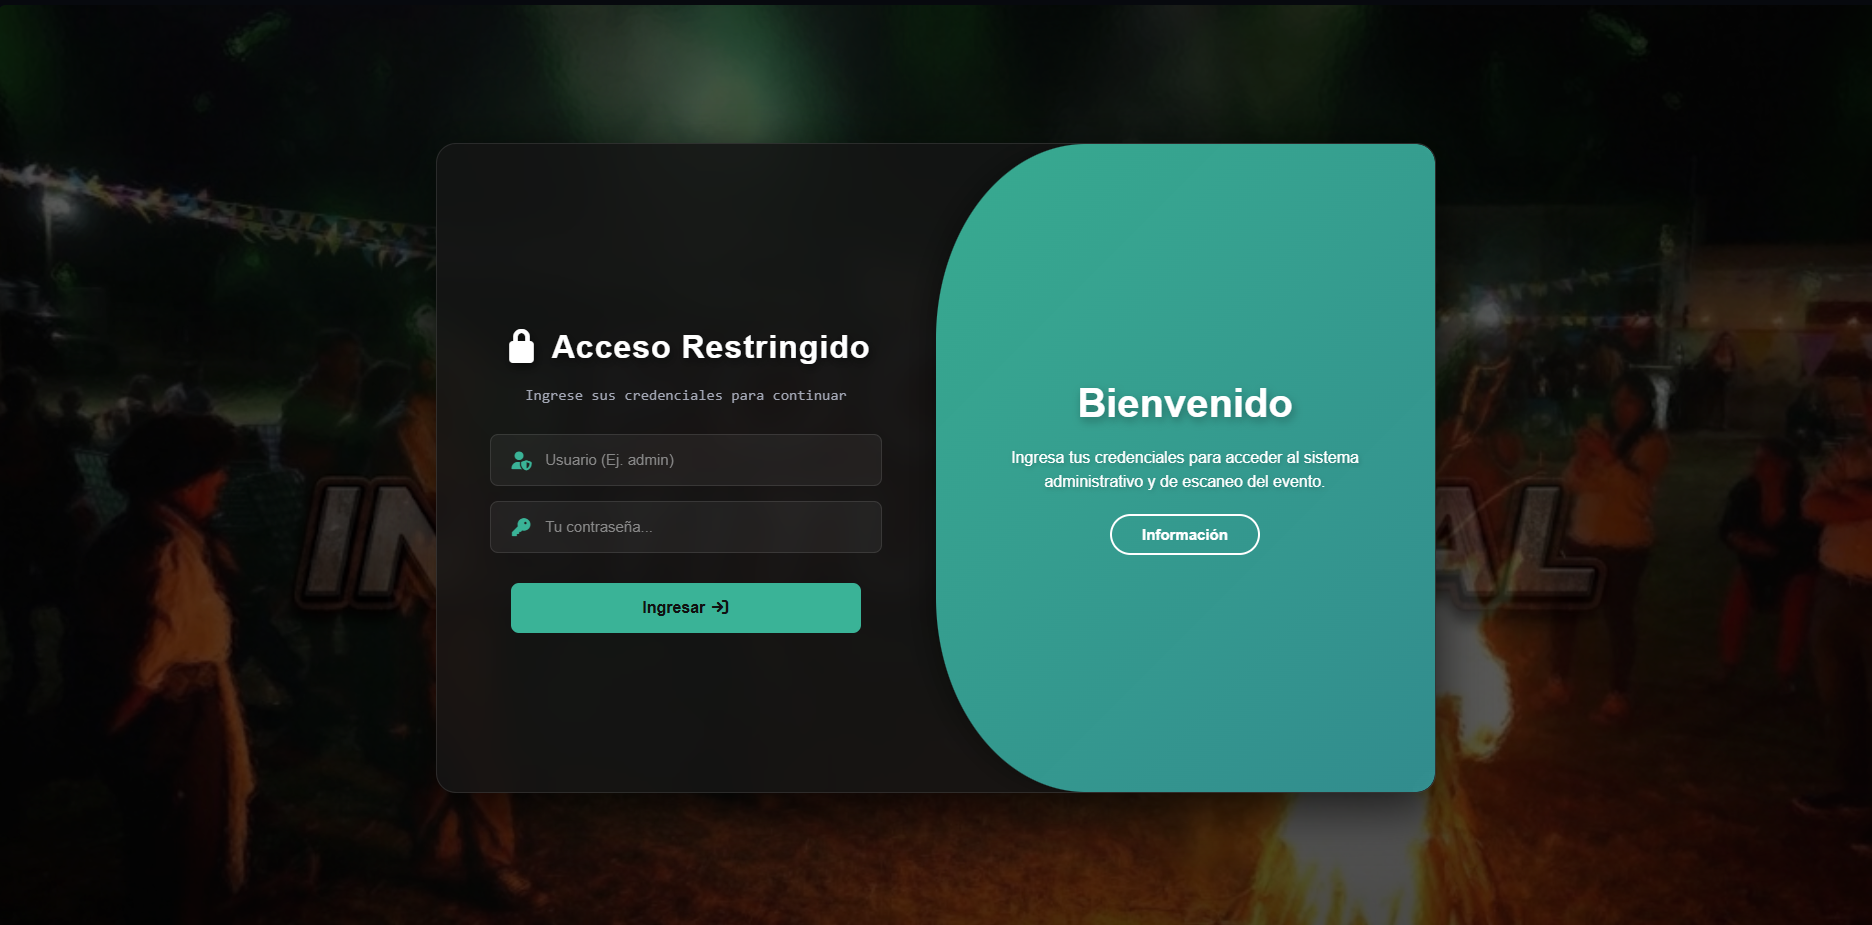 Acceso Restringido
Ingrese sus credenciales para continuar
Usuario (Ej. admin)
Tu contraseña...
Ingresar
Bienvenido
Ingresa tus credenciales para acceder al sistema
administrativo y de escaneo del evento.
Información